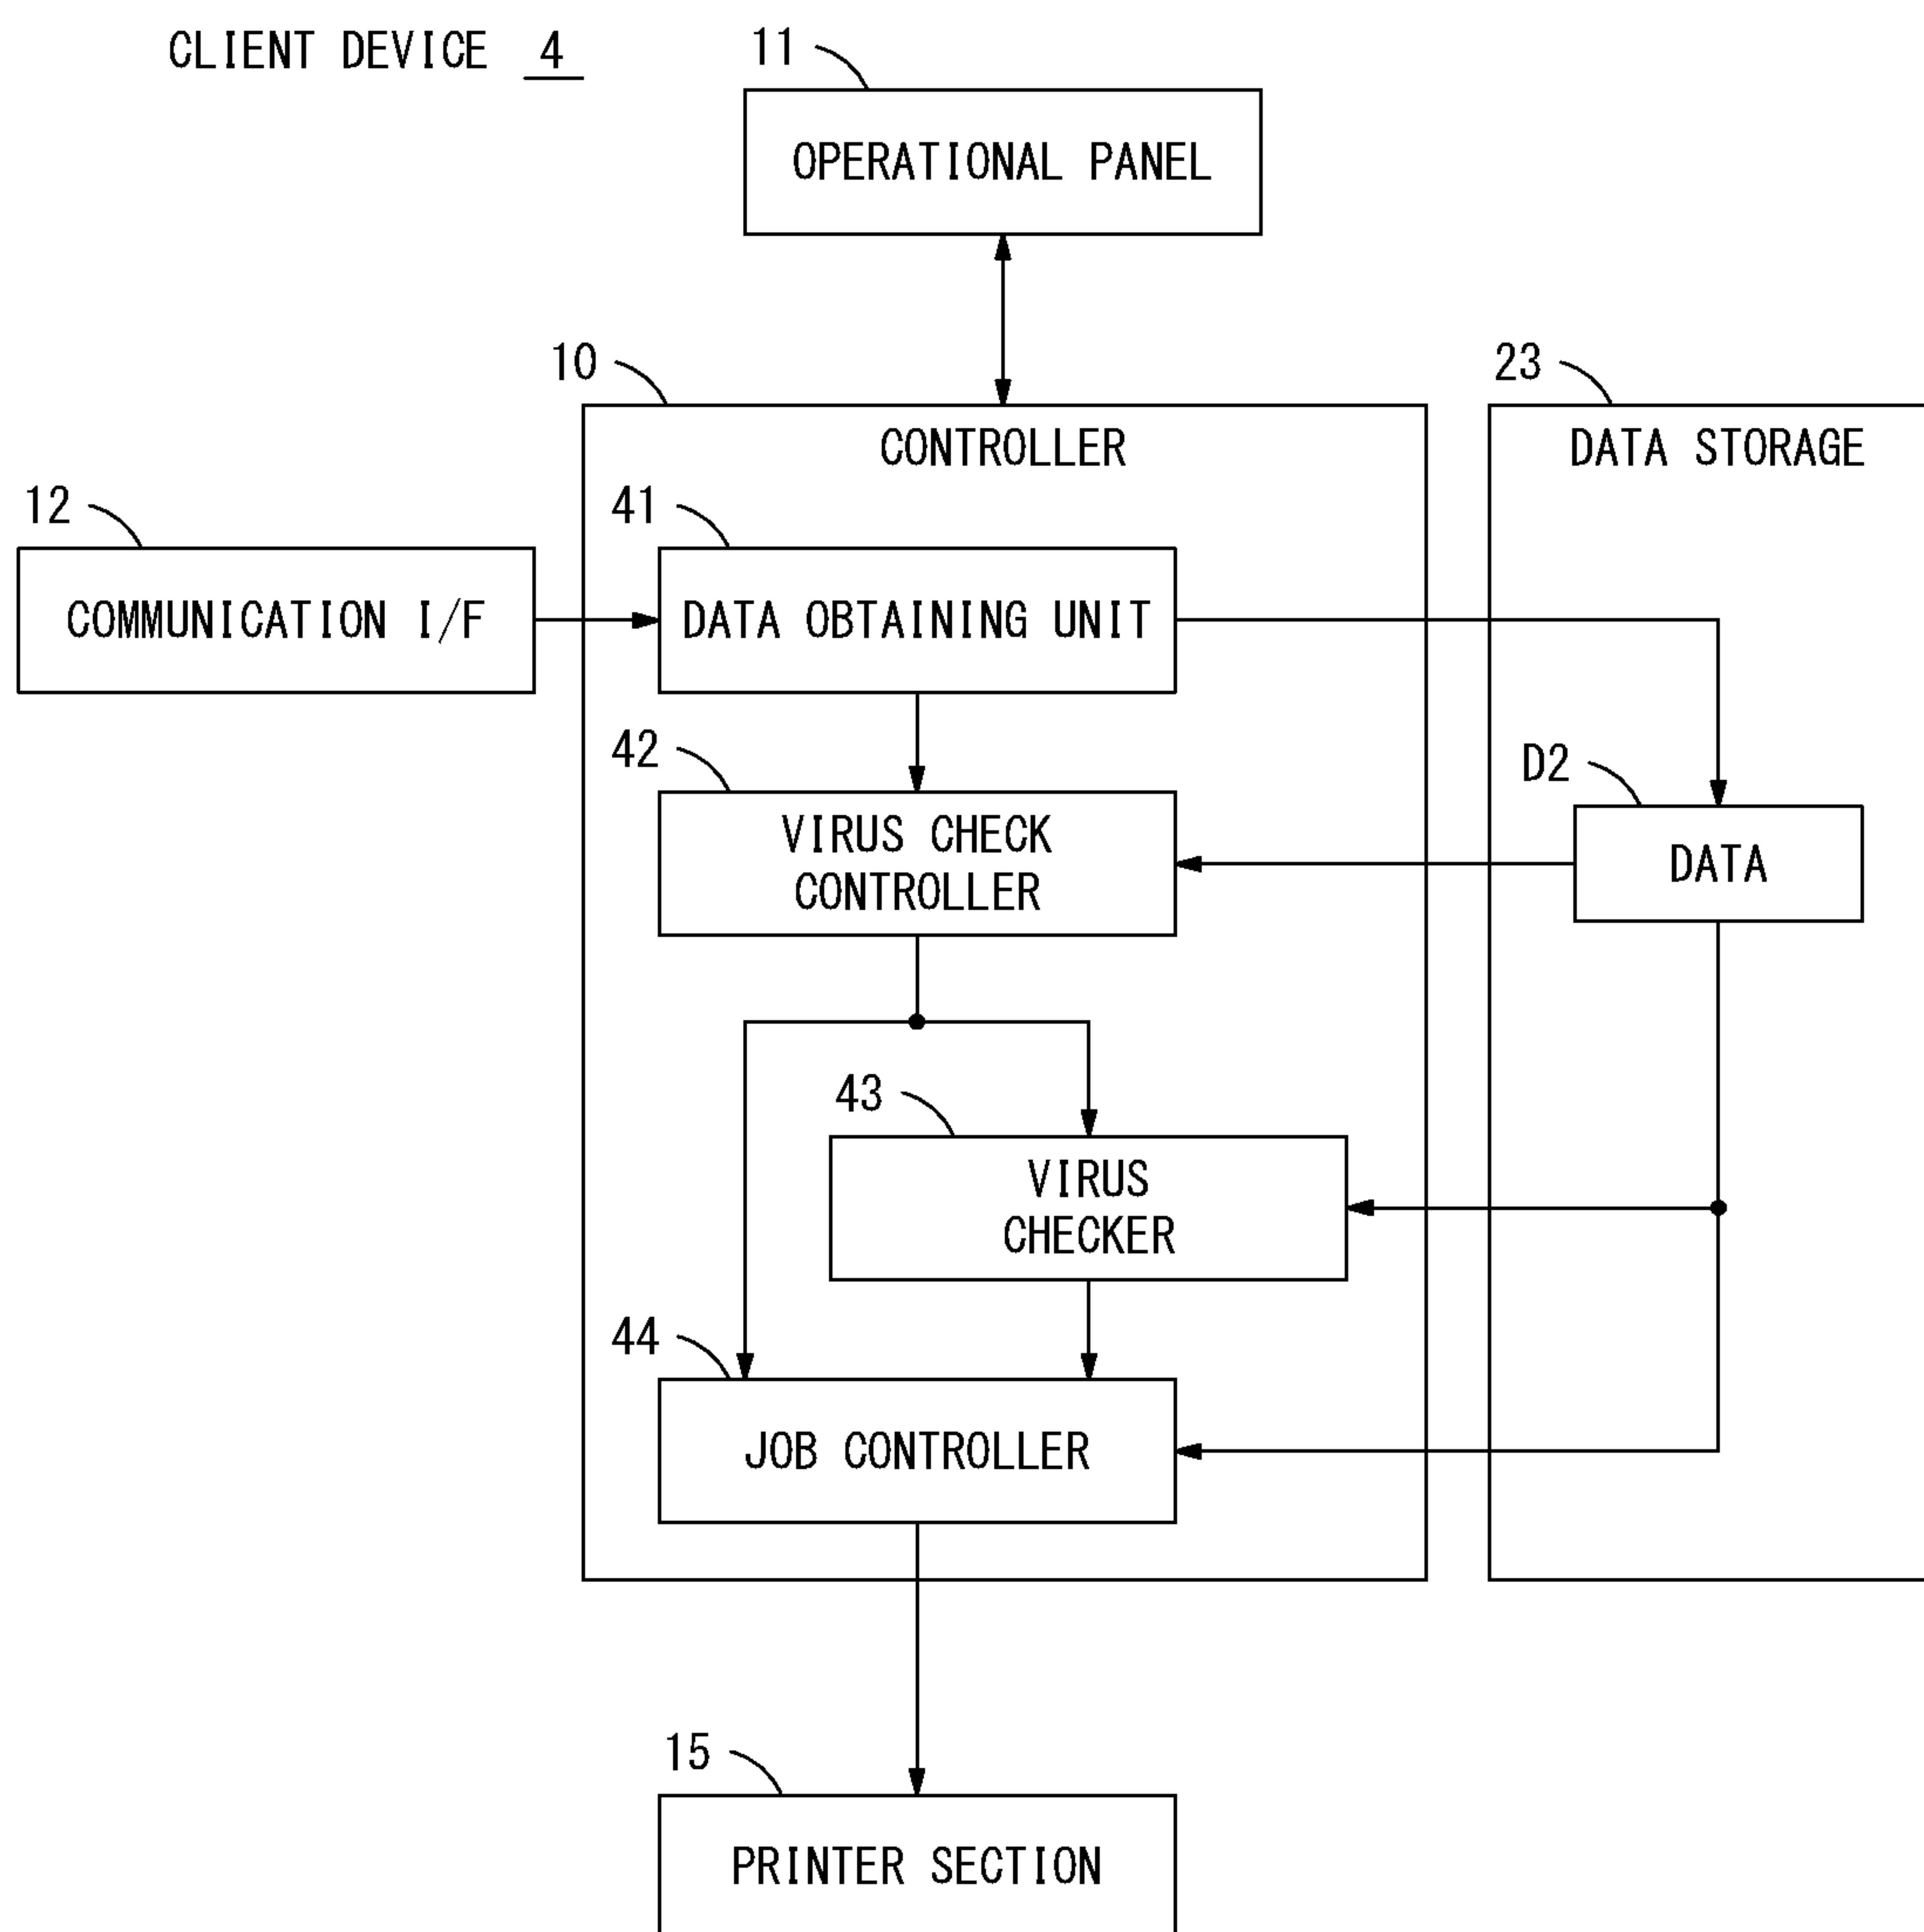 CLIENT DEVICE 4
11
OPERATIONAL PANEL
10
23
CONTROLLER
DATA STORAGE
12
41
COMMUNICATION I/F
DATA OBTAINING UNIT
42
D2
VIRUS CHECK
CONTROLLER
DATA
43
VIRUS
CHECKER
44
JOB CONTROLLER
15
PRINTER SECTION